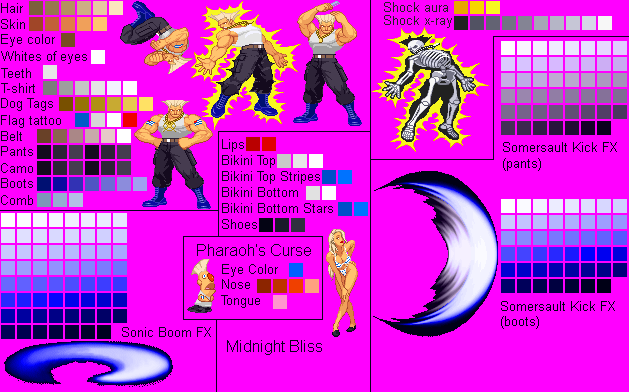 Hair
Skin
Eye color
Whites of eyes
Teeth
T-shirt
Dog Tags
Flag tattoo
Belt
Pants
Camo
Boots
Comb
Shock aura
Shock x-ray
Somersault Kick FX
(pants)
Lips
Bikini Top
Bikini Top Stripes
Bikini Bottom
Bikini Bottom Stars
Shoes
Pharaoh's Curse
Eye Color
Nose
Tongue
Midnight Bliss
Sonic Boom FX
Somersault Kick FX
(boots)